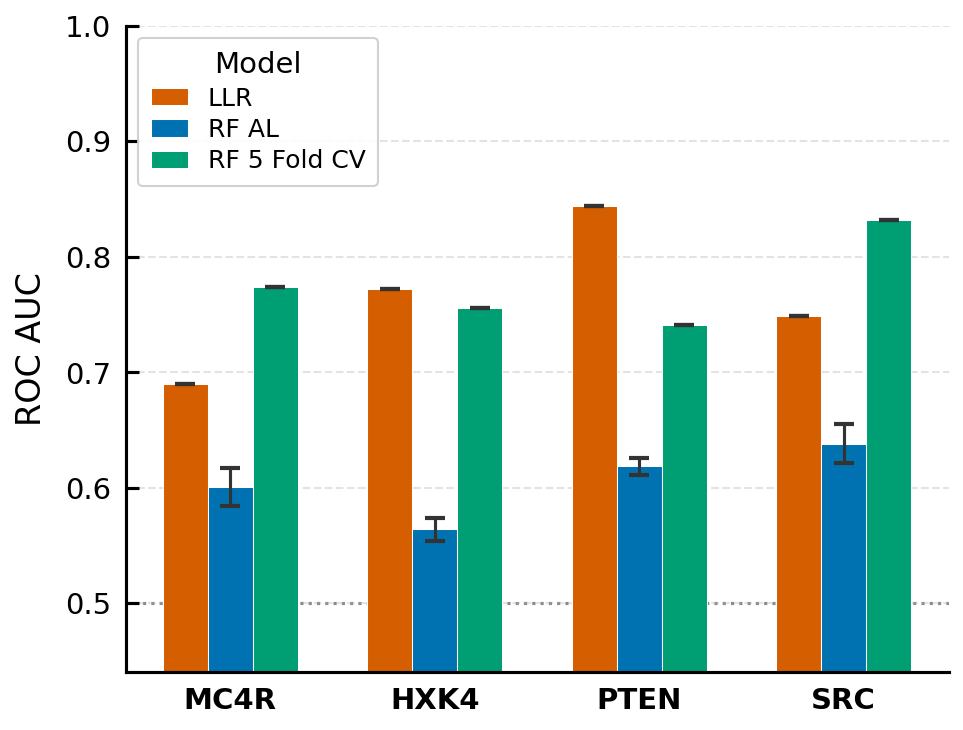 1.0
0.9
0.8
0.7
0.6
0.5
ROC AUC
Model
LLR
RF AL
RF 5 Fold CV
MC4R
HXK4
PTEN
SRC